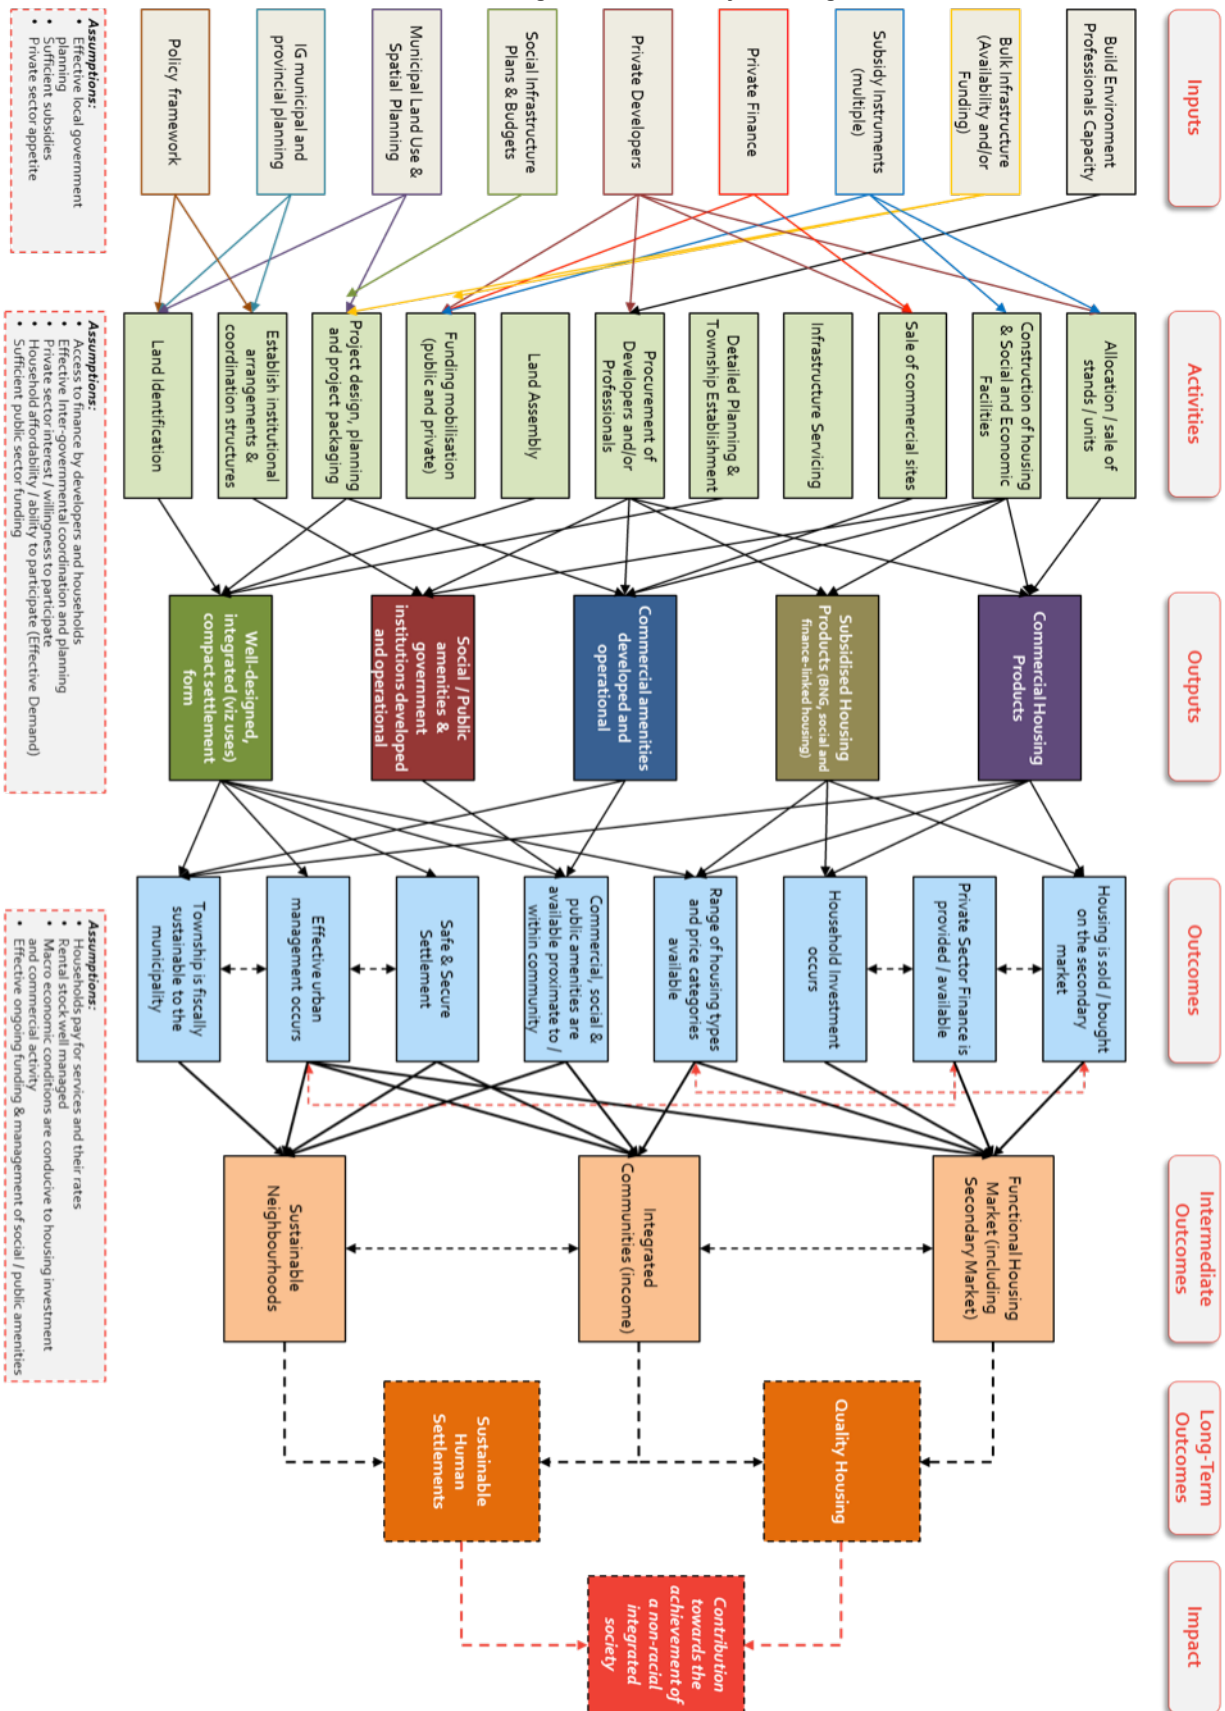 Inputs
Activities
Outputs
Outcomes
Intermediate
Outcomes
Long-Term
Outcomes
Impact
Build Environment
Professionals Capacity
Bulk Infrastructure
(Availability and/or
Funding)
Subsidy Instruments
(multiple)
Private Finance
Private Developers
Social Infrastructure
Plans & Budgets
Municipal Land Use &
Spatial Planning
IG municipal and
provincial planning
Policy framework
Assumptions:
• Effective local government
planning
• Sufficient subsidies
• Private sector appetite
Allocation / sale of
stands / units
Construction of housing
& Social and Economic
Facilities
Sale of commercial sites
Infrastructure Servicing
Detailed Planning &
Township Establishment
Procurement of
Developers and/or
Professionals
Land Assembly
Funding mobilisation
(public and private)
Project design, planning
and project packaging
Establish institutional
arrangements &
coordination structures
Land Identification
Assumptions:
• Access to finance by developers and households
• Effective Inter-governmental coordination and planning
• Private sector interest / willingness to participate
• Household affordability / ability to participate (Effective Demand)
• Sufficient public sector funding
Commercial Housing
Products
Subsidised Housing
Products (BNG, social and
finance-linked housing)
Commercial amenities
developed and
operational
Social / Public
amenities &
government
institutions developed
and operational
Well-designed,
integrated (viz uses)
compact settlement
form
Housing is sold / bought
on the secondary
market
Private Sector Finance is
provided / available
Household Investment
occurs
Range of housing types
and price categories
available
Commercial, social &
public amenities are
available proximate to /
within community
Safe & Secure
Settlement
Effective urban
management occurs
Township is fiscally
sustainable to the
municipality
Assumptions:
• Households pay for services and their rates
• Rental stock well managed
• Macro economic conditions are conducive to housing investment
and commercial activity
• Effective ongoing funding & management of social / public amenities
Functional Housing
Market (including
Secondary Market)
Integrated
Communities (income)
Sustainable
Neighbourhoods
Quality Housing
Sustainable
Human
Settlements
Contribution
towards the
achievement of
a non-racial
integrated
society